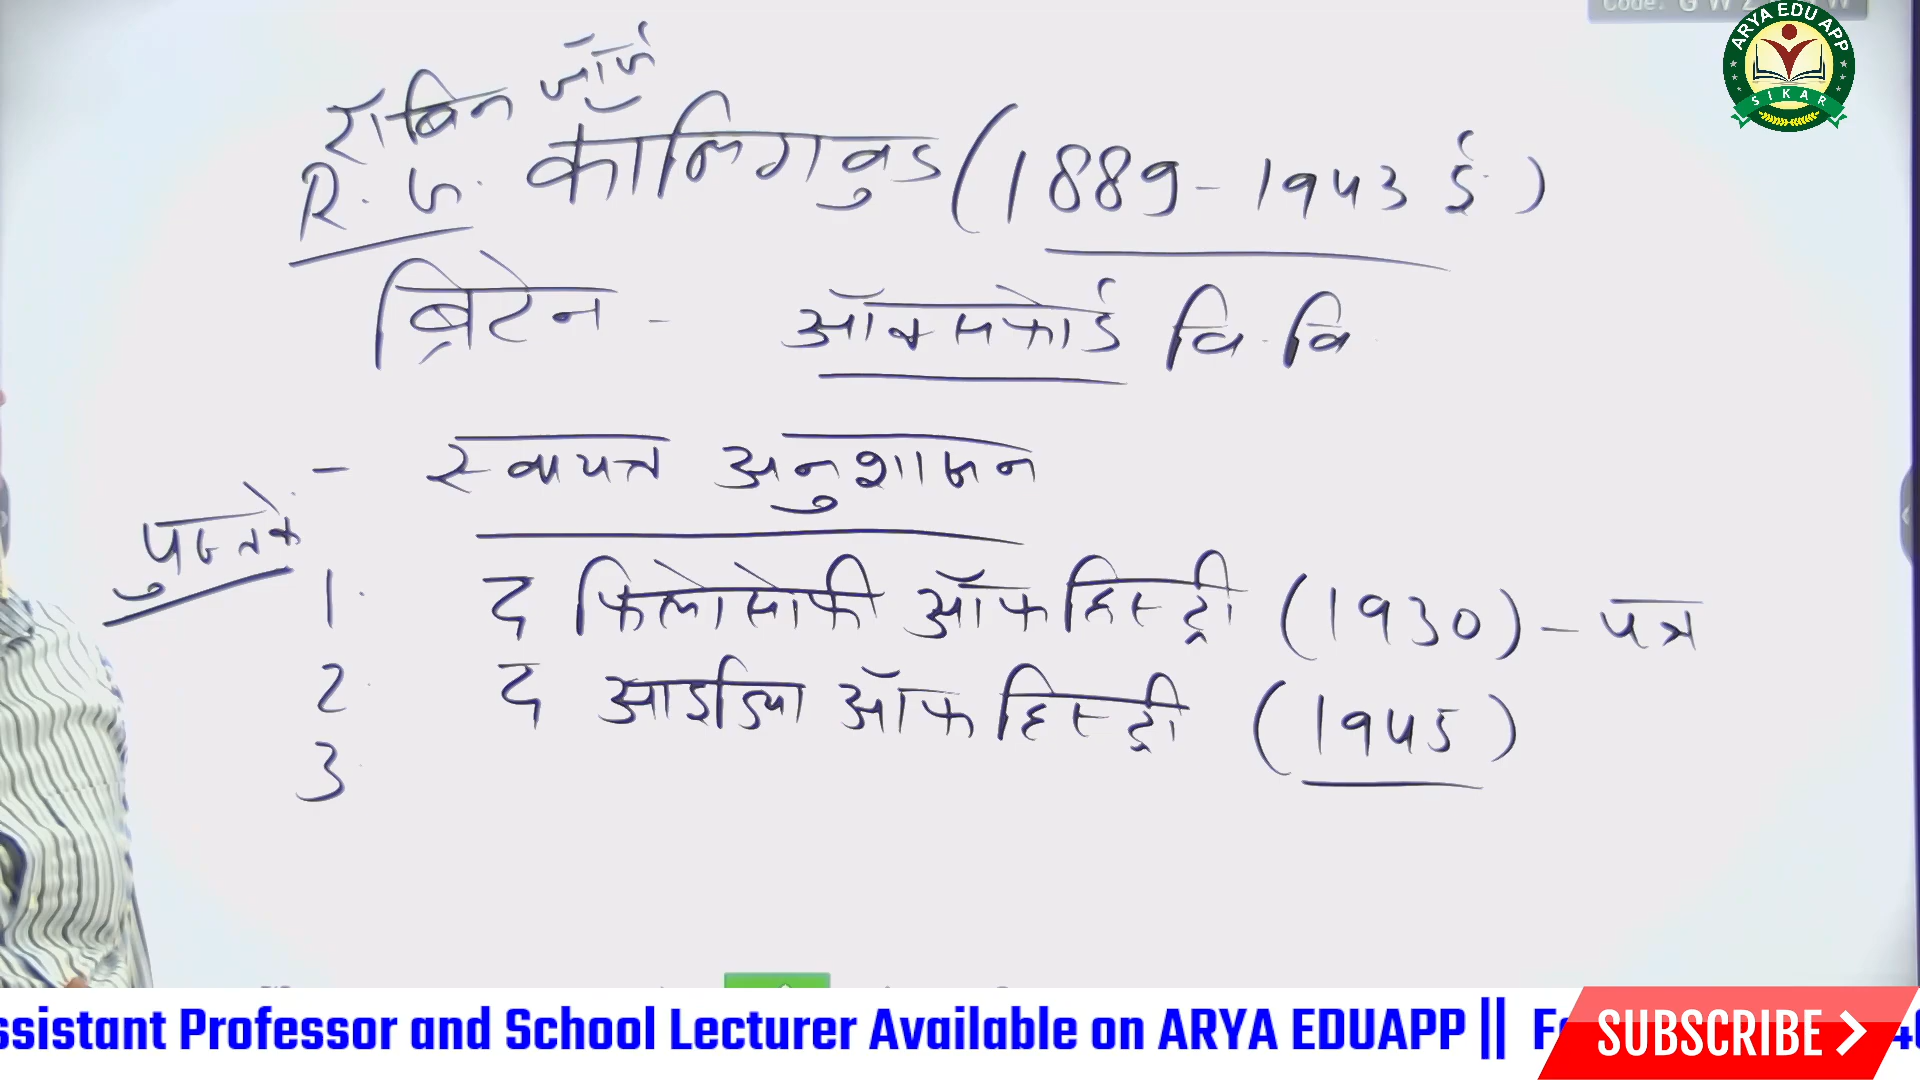 ARYA EDU APP
SIKAR
रॉबिन जॉर्ज
R. G. कॉलिंगवुड (1889-1943 ई.)
ब्रिटेन - ऑक्सफोर्ड वि. वि
- स्वायत्त अनुशासन
पुस्तकें
1. द फिलोसोफी ऑफ हिस्ट्री (1930) - पत्र
2. द आइडिया ऑफ हिस्ट्री (1945)
3
ssistant Professor and School Lecturer Available on ARYA EDUAPP ||
SUBSCRIBE